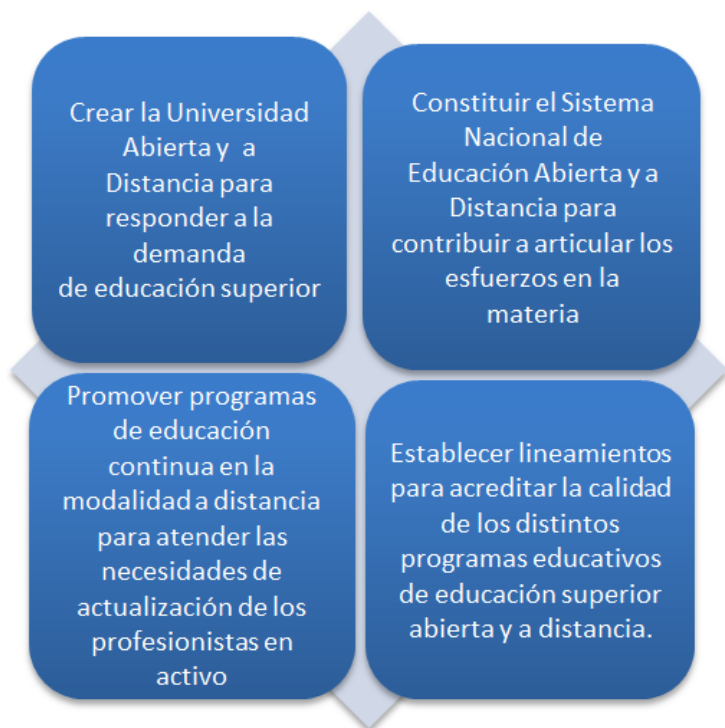 Crear la Universidad
Abierta y  a
Distancia para
responder a la
demanda
de educación superior
Constituir el Sistema
Nacional de
Educación Abierta y a
Distancia para
contribuir a articular los
esfuerzos en la
materia
Promover programas
de educación
continua en la
modalidad a distancia
para atender las
necesidades de
actualización de los
profesionistas en
activo
Establecer lineamientos
para acreditar la calidad
de los distintos
programas educativos
de educación superior
abierta y a distancia.